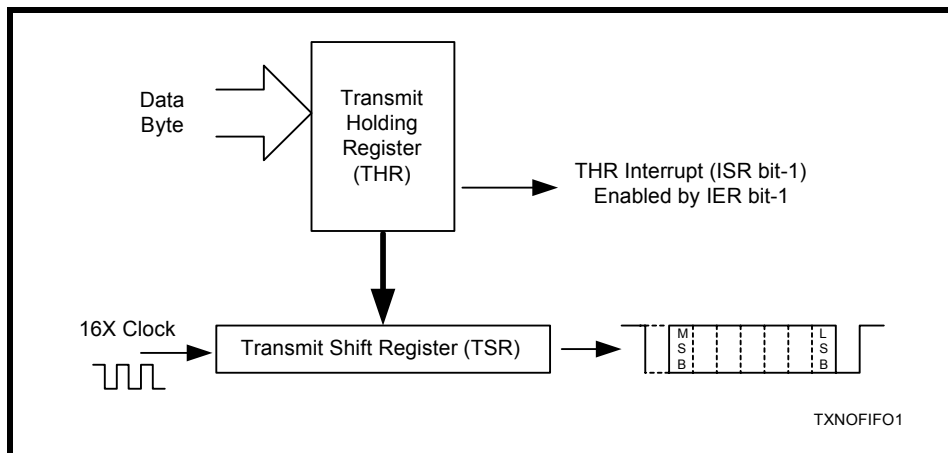 Data
Byte
Transmit
Holding
Register
(THR)
THR Interrupt (ISR bit-1)
Enabled by IER bit-1
16X Clock
Transmit Shift Register (TSR)
M
S
B
L
S
B
TXNOFIFO1